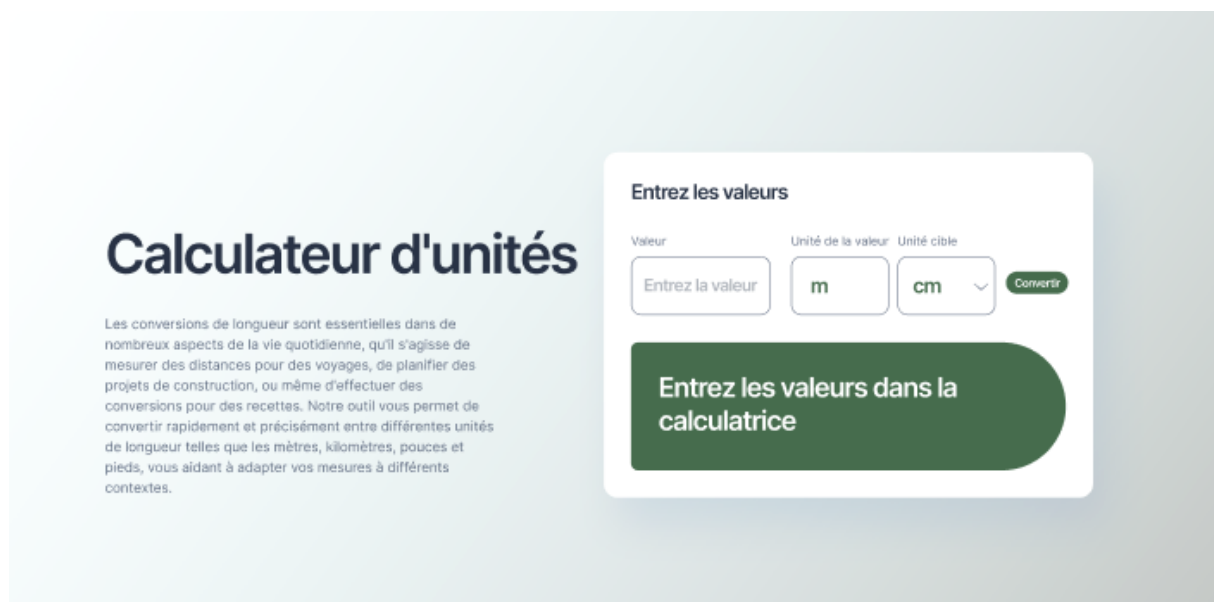 Calculateur d'unités
Les conversions de longueur sont essentielles dans de
nombreux aspects de la vie quotidienne, qu'il s'agisse de
mesurer des distances pour des voyages, de planifier des
projets de construction, ou même d'effectuer des
conversions pour des recettes. Notre outil vous permet de
convertir rapidement et précisément entre différentes unités
de longueur telles que les mètres, kilomètres, pouces et
pieds, vous aidant à adapter vos mesures à différents
contextes.
Entrez les valeurs
Valeur Unité de la valeur Unité cible
Entrez la valeur m cm Convertir
Entrez les valeurs dans la
calculatrice